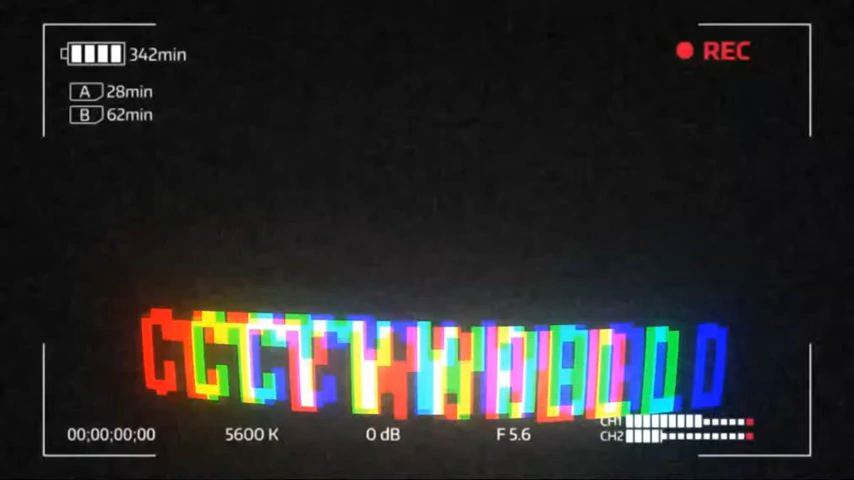 342min
REC
A 28min
B 62min
00;00;00;00
5600 K
0 dB
F 5.6
CH1
CH2